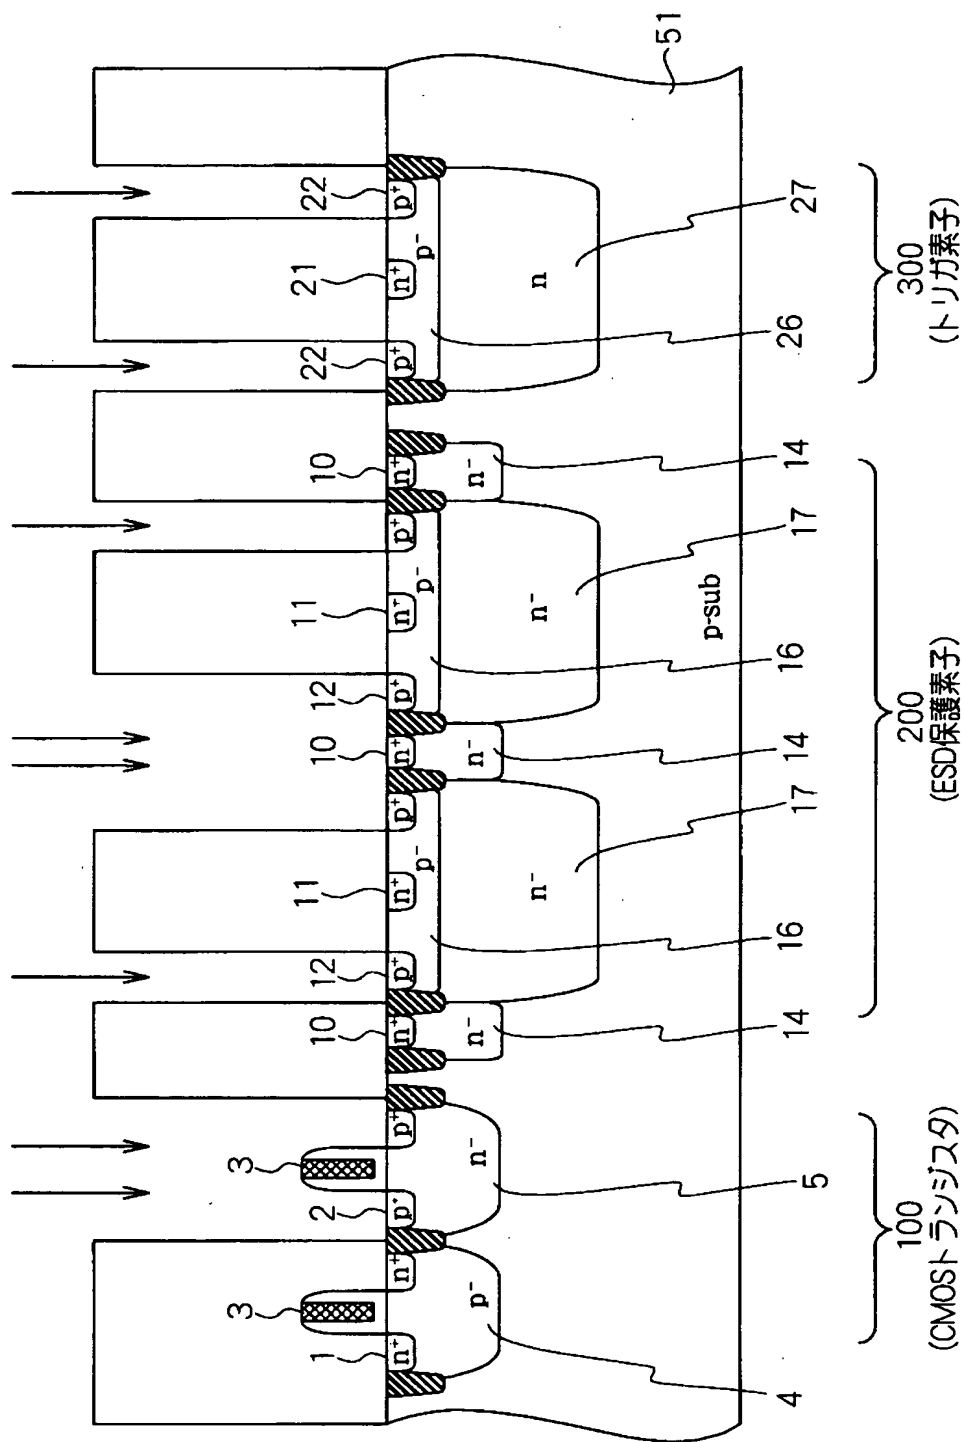 3 3
1 2 10 12 11 10 12 11 10 22 21 22
n⁺ n⁺ p⁺ p⁺ n⁺ p⁺ n⁺ p⁺ n⁺ p⁺ n⁺ p⁺ n⁺ p⁺ n⁺ p⁺
p⁻ p⁻ p⁻
p⁻ n⁻ n⁻ n⁻ n⁻
n⁻ n⁻ n
51
p-sub
4 5 14 16 17 14 16 17 14 26 27
100 200 300
(CMOSトランジスタ) (ESD保護素子) (トリガ素子)